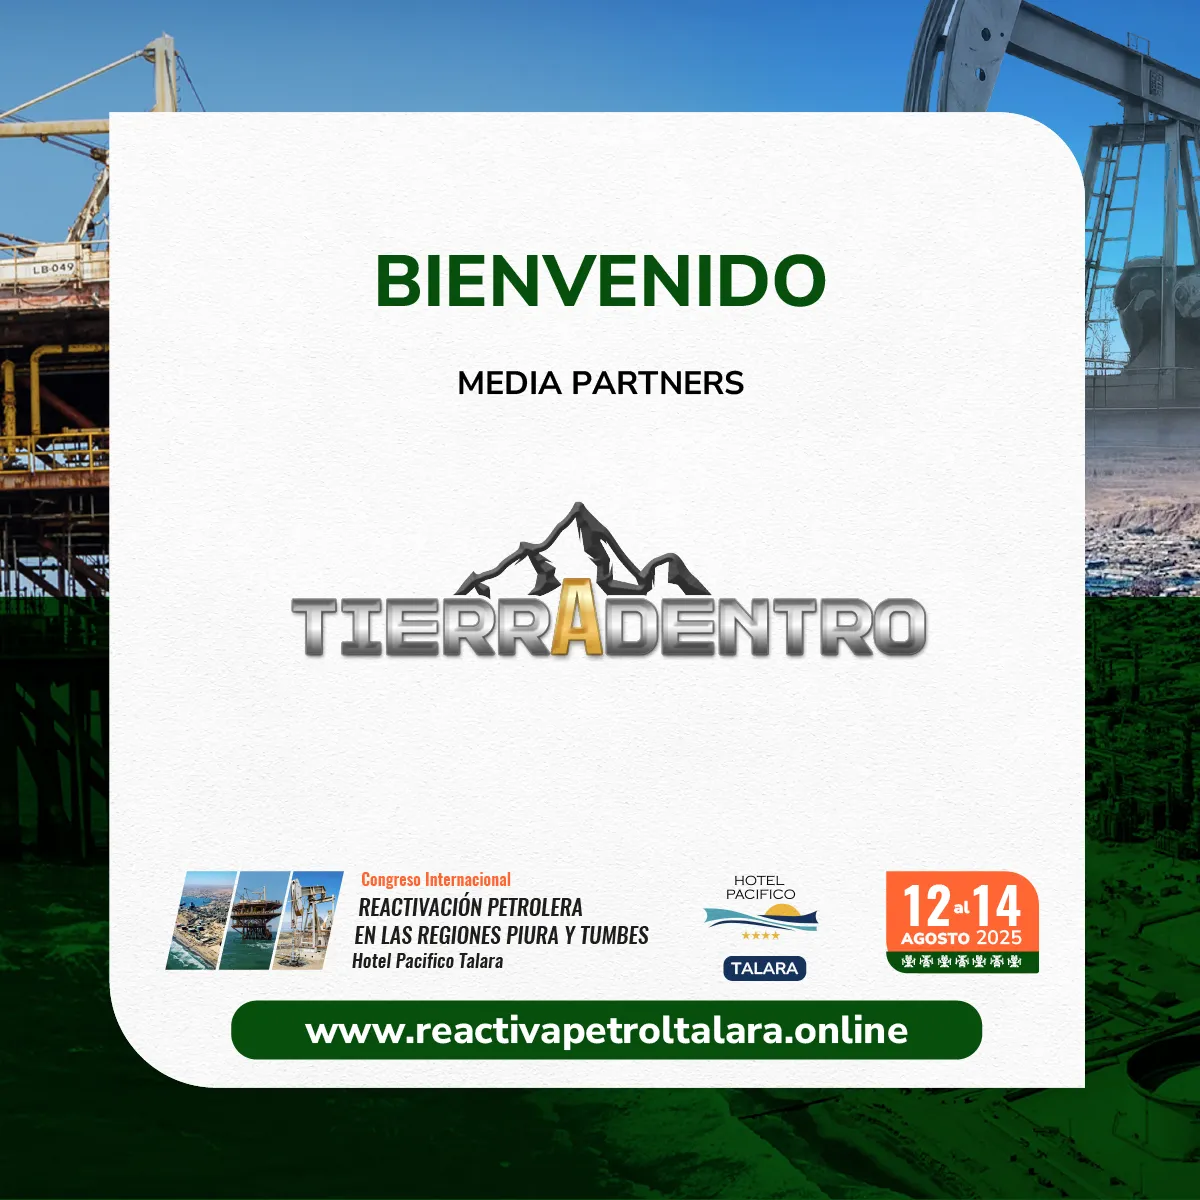 LB-049
BIENVENIDO
MEDIA PARTNERS
TIERRADENTRO
Congreso Internacional
REACTIVACIÓN PETROLERA
EN LAS REGIONES PIURA Y TUMBES
Hotel Pacifico Talara
HOTEL
PACIFICO
TALARA
12 al 14
AGOSTO 2025
www.reactivapetroltalara.online